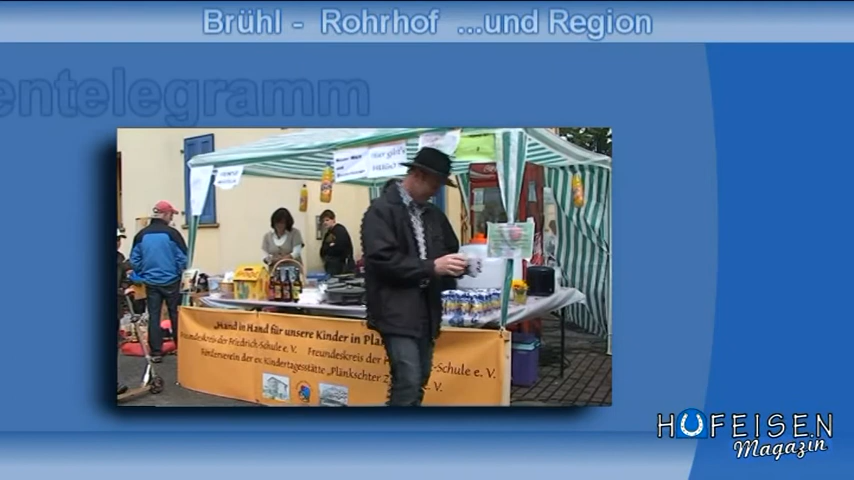 Brühl - Rohrhof ...und Region
entelegramm
„Hand in Hand für unsere Kinder in
Freundeskreis der Friedrich-Schule e. V. Freundeskreis der -Schule e. V.
Förderverein der ev. Kindertagesstätte „Plänkschter V.
HUFEISEN
Magazin